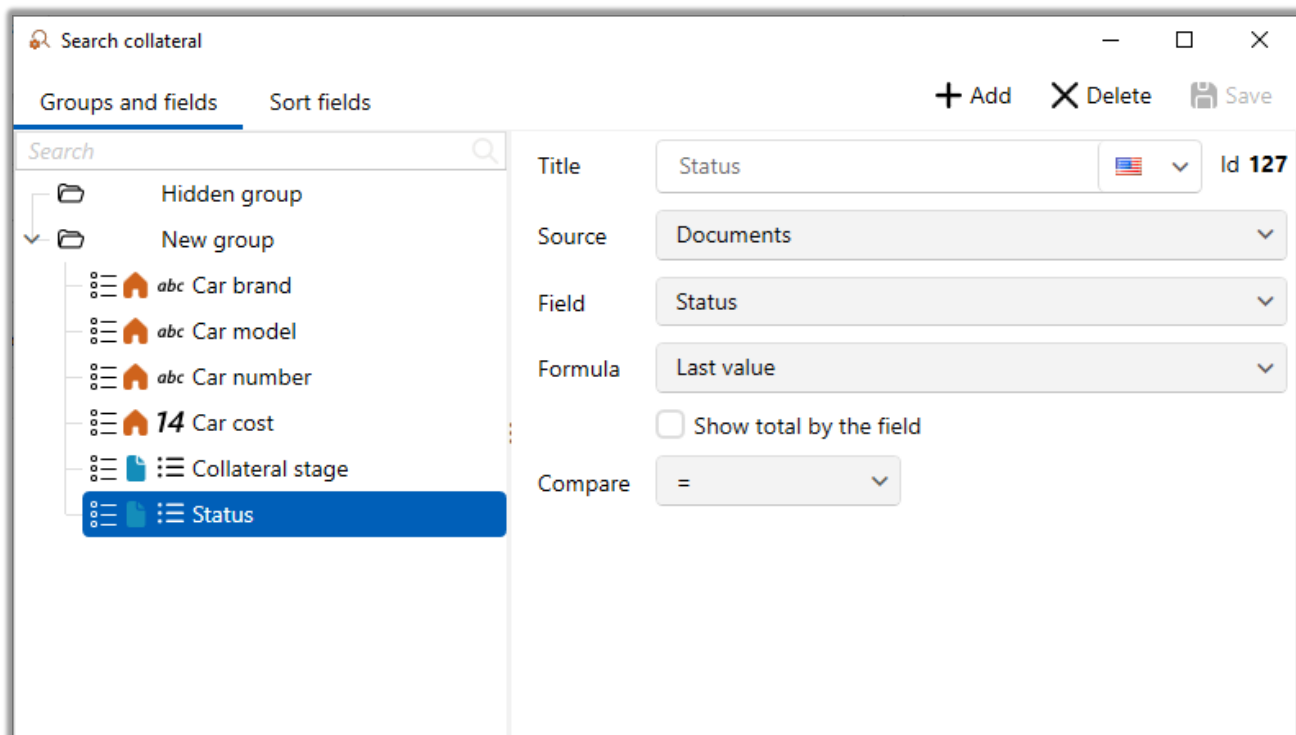 Search collateral
Groups and fields Sort fields
Add Delete Save
Search
Hidden group
New group
abc Car brand
abc Car model
abc Car number
14 Car cost
Collateral stage
Status
Title Status Id 127
Source Documents
Field Status
Formula Last value
Show total by the field
Compare =